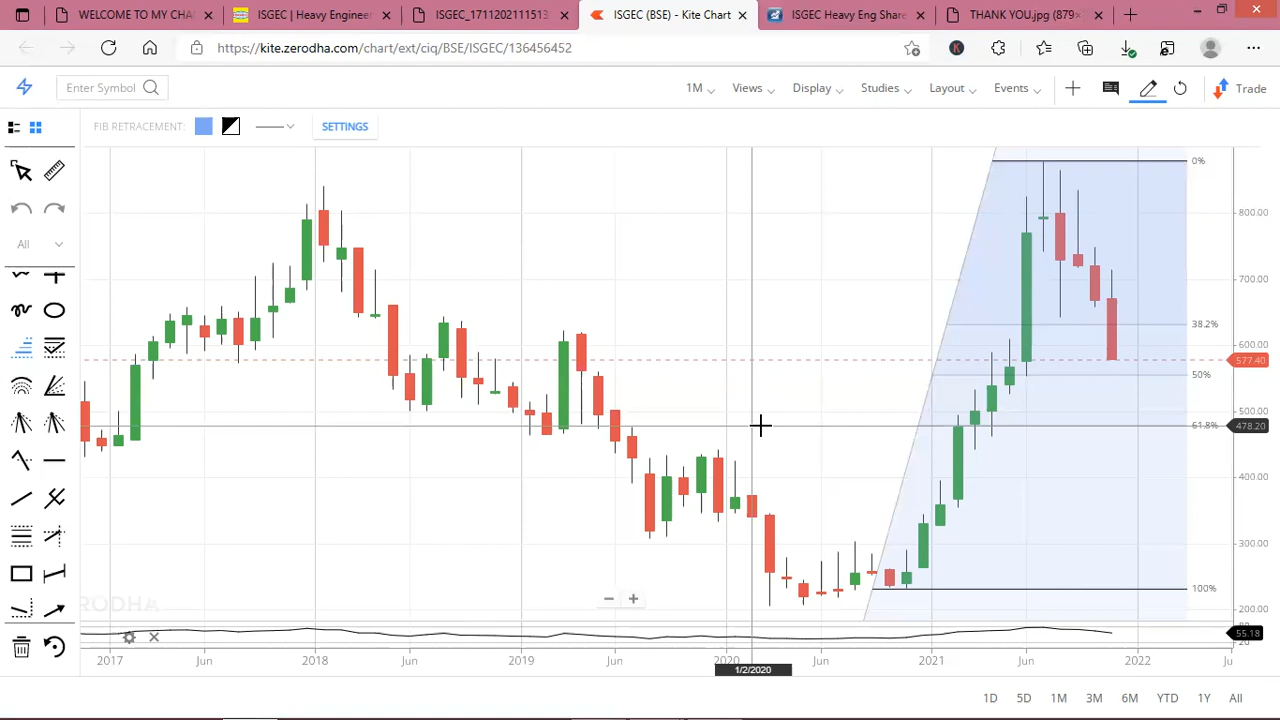 WELCOME TO MY CHA
ISGEC | Heavy Engineer
ISGEC_1711202111513
ISGEC (BSE) - Kite Chart
ISGEC Heavy Eng Share
THANK YOU.jpg (879×
https://kite.zerodha.com/chart/ext/ciq/BSE/ISGEC/136456452
K
Enter Symbol
1M Views Display Studies Layout Events Trade
FIB RETRACEMENT: SETTINGS
All
0%
800.00
700.00
38.2%
600.00
577.40
50%
500.00
61.8%
478.20
400.00
300.00
100%
200.00
RODHA
55.18
20
2017 Jun 2018 Jun 2019 Jun 2020 Jun 2021 Jun 2022 Ju
1/2/2020
1D 5D 1M 3M 6M YTD 1Y All